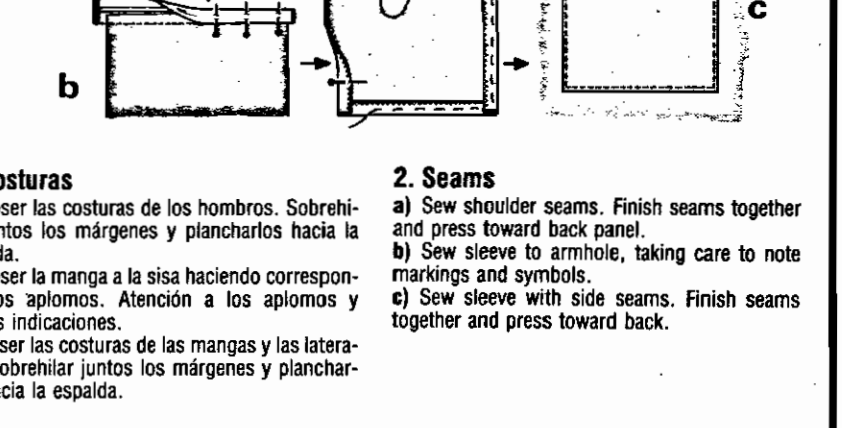 c
b
osturas
ser las costuras de los hombros. Sobrehi-
ntos los márgenes y plancharlos hacia la
da.
ser la manga a la sisa haciendo correspon-
os aplomos. Atención a los aplomos y
s indicaciones.
ser las costuras de las mangas y las latera-
obrehilar juntos los márgenes y planchar-
cia la espalda.
2. Seams
a) Sew shoulder seams. Finish seams together
and press toward back panel.
b) Sew sleeve to armhole, taking care to note
markings and symbols.
c) Sew sleeve with side seams. Finish seams
together and press toward back.